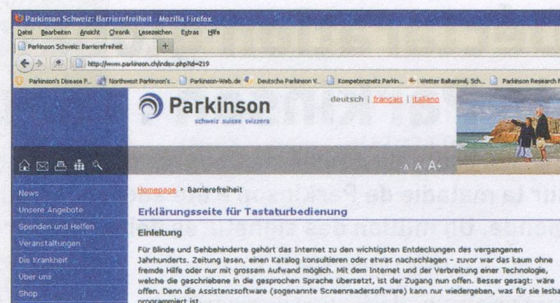 Parkinson Schweiz: Barrierefreiheit - Mozilla Firefox
Datei Bearbeiten Ansicht Chronik Lesezeichen Extras Hilfe
Parkinson Schweiz: Barrierefreiheit
http://www.parkinson.ch/index.php?id=219
Parkinson's Disease P... Northwest Parkinson's... Parkinson-Web.de Deutsche Parkinson V... Kompetenznetz Parkin... Wetter Balkerswil, Sch... Parkinson Research
Parkinson
schweiz suisse svizzera
deutsch | français | italiano
A A A+
News
Unsere Angebote
Spenden und Helfen
Veranstaltungen
Die Krankheit
Über uns
Shop
Homepage > Barrierefreiheit
Erklärungsseite für Tastaturbedienung
Einleitung
Für Blinde und Sehbehinderte gehört das Internet zu den wichtigsten Entdeckungen des vergangenen
Jahrhunderts. Zeitung lesen, einen Katalog konsultieren oder etwas nachschlagen - zuvor war das kaum ohne
fremde Hilfe oder nur mit grossem Aufwand möglich. Mit dem Internet und der Verbreitung einer Technologie,
welche die geschriebene in die gesprochen Sprache übersetzt, ist der Zugang nun offen. Besser gesagt: wäre
offen. Denn die Assistenzsoftware (sogenannte Screenreadersoftware) kann nur wiedergeben, was für sie lesba
programmiert ist.